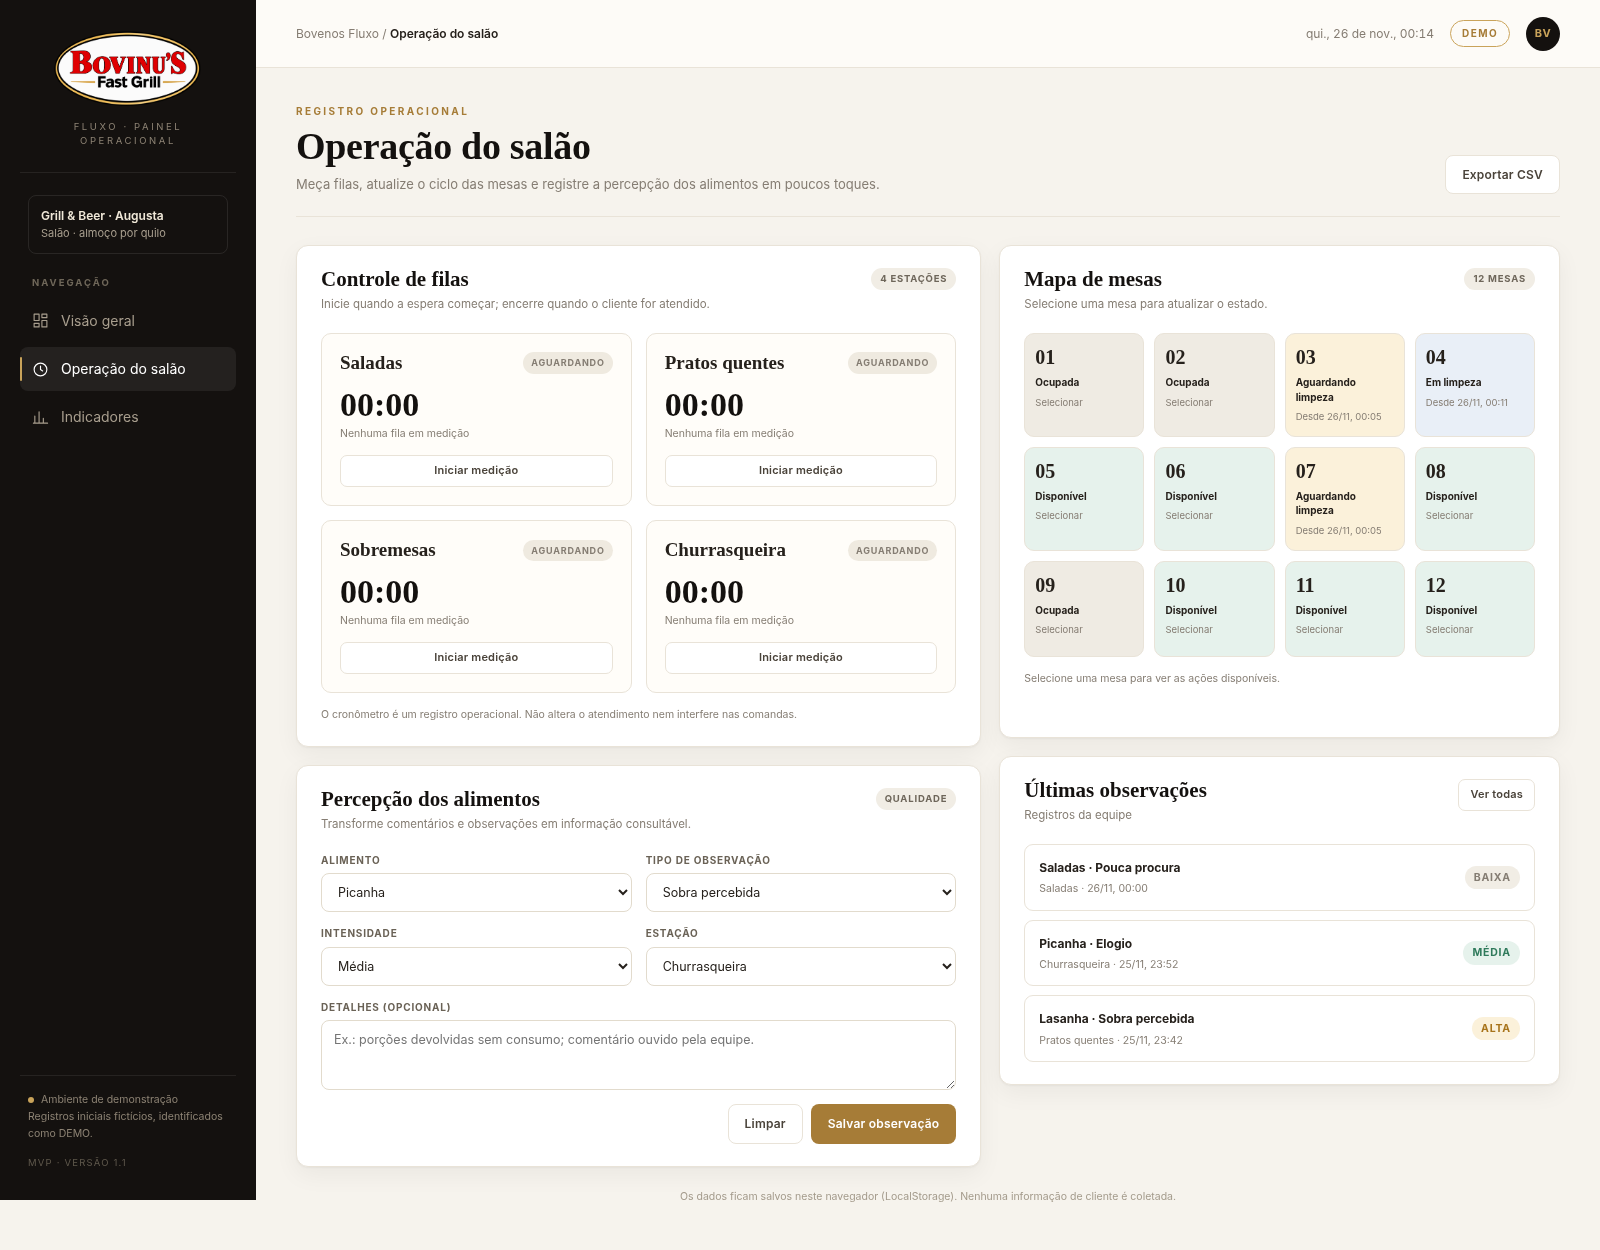 BOVINU'S
Fast Grill
FLUXO · PAINEL
OPERACIONAL
Grill & Beer · Augusta
Salão · almoço por quilo
NAVEGAÇÃO
Visão geral
Operação do salão
Indicadores
Ambiente de demonstração
Registros iniciais fictícios, identificados
como DEMO.
MVP · VERSÃO 1.1
Bovenos Fluxo / Operação do salão
qui., 26 de nov., 00:14
DEMO
BV
REGISTRO OPERACIONAL
Operação do salão
Meça filas, atualize o ciclo das mesas e registre a percepção dos alimentos em poucos toques.
Exportar CSV
Controle de filas
4 ESTAÇÕES
Inicie quando a espera começar; encerre quando o cliente for atendido.
Saladas
AGUARDANDO
00:00
Nenhuma fila em medição
Iniciar medição
Pratos quentes
AGUARDANDO
00:00
Nenhuma fila em medição
Iniciar medição
Sobremesas
AGUARDANDO
00:00
Nenhuma fila em medição
Iniciar medição
Churrasqueira
AGUARDANDO
00:00
Nenhuma fila em medição
Iniciar medição
O cronômetro é um registro operacional. Não altera o atendimento nem interfere nas comandas.
Mapa de mesas
12 MESAS
Selecione uma mesa para atualizar o estado.
01
Ocupada
Selecionar
02
Ocupada
Selecionar
03
Aguardando
limpeza
Desde 26/11, 00:05
04
Em limpeza
Desde 26/11, 00:11
05
Disponível
Selecionar
06
Disponível
Selecionar
07
Aguardando
limpeza
Desde 26/11, 00:05
08
Disponível
Selecionar
09
Ocupada
Selecionar
10
Disponível
Selecionar
11
Disponível
Selecionar
12
Disponível
Selecionar
Selecione uma mesa para ver as ações disponíveis.
Percepção dos alimentos
QUALIDADE
Transforme comentários e observações em informação consultável.
ALIMENTO
Picanha
TIPO DE OBSERVAÇÃO
Sobra percebida
INTENSIDADE
Média
ESTAÇÃO
Churrasqueira
DETALHES (OPCIONAL)
Ex.: porções devolvidas sem consumo; comentário ouvido pela equipe.
Limpar
Salvar observação
Últimas observações
Registros da equipe
Ver todas
Saladas · Pouca procura
Saladas · 26/11, 00:00
BAIXA
Picanha · Elogio
Churrasqueira · 25/11, 23:52
MÉDIA
Lasanha · Sobra percebida
Pratos quentes · 25/11, 23:42
ALTA
Os dados ficam salvos neste navegador (LocalStorage). Nenhuma informação de cliente é coletada.